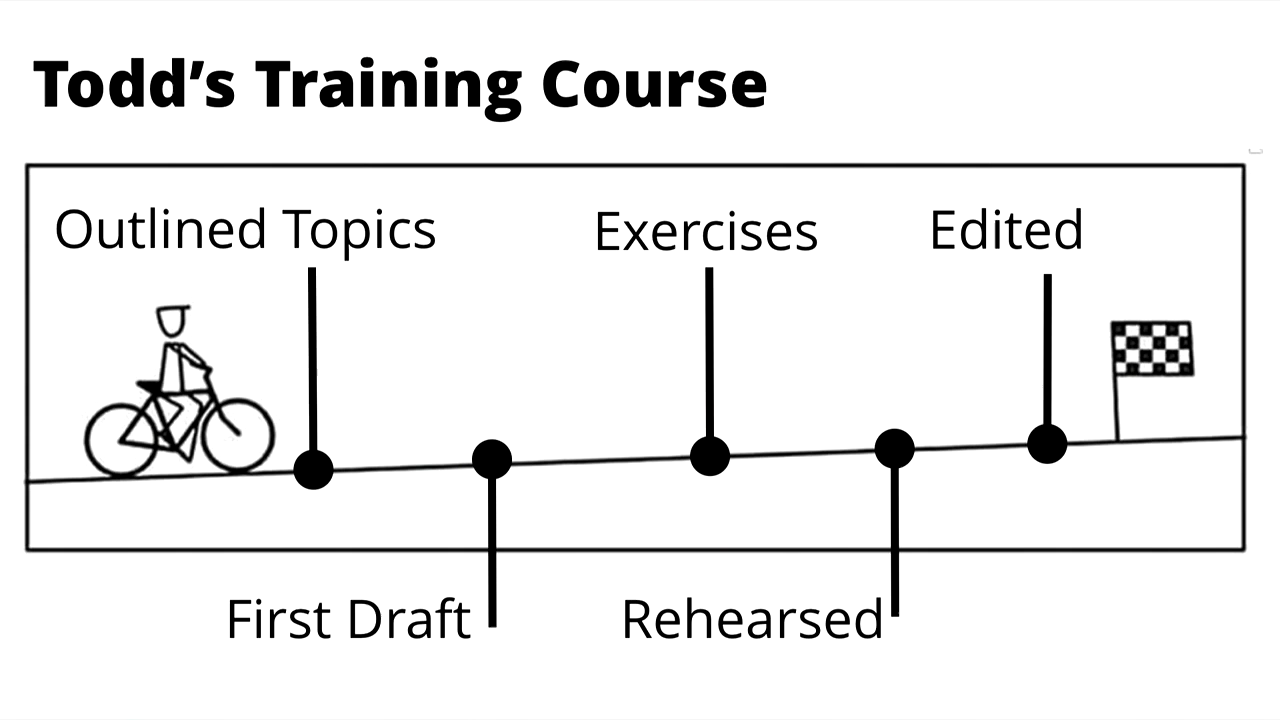 Todd’s Training Course
Outlined Topics
Exercises
Edited
First Draft
Rehearsed